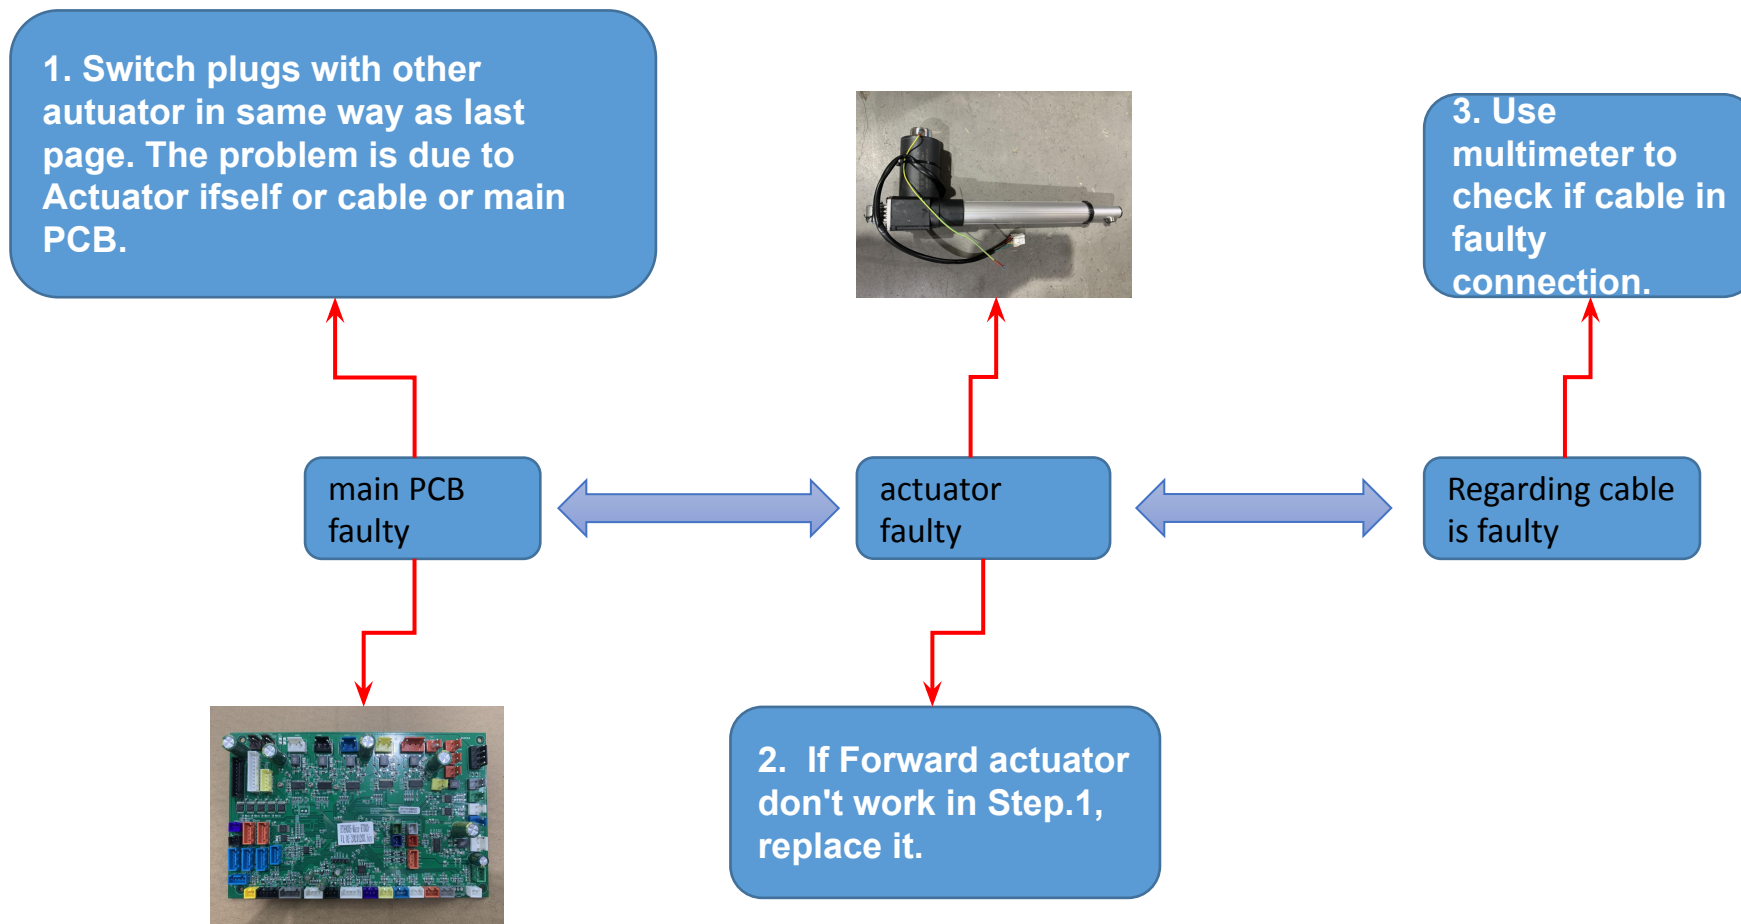 1. Switch plugs with other
autuator in same way as last
page. The problem is due to
Actuator ifself or cable or main
PCB.
3. Use
multimeter to
check if cable in
faulty
connection.
main PCB
faulty
actuator
faulty
Regarding cable
is faulty
2. If Forward actuator
don't work in Step.1,
replace it.